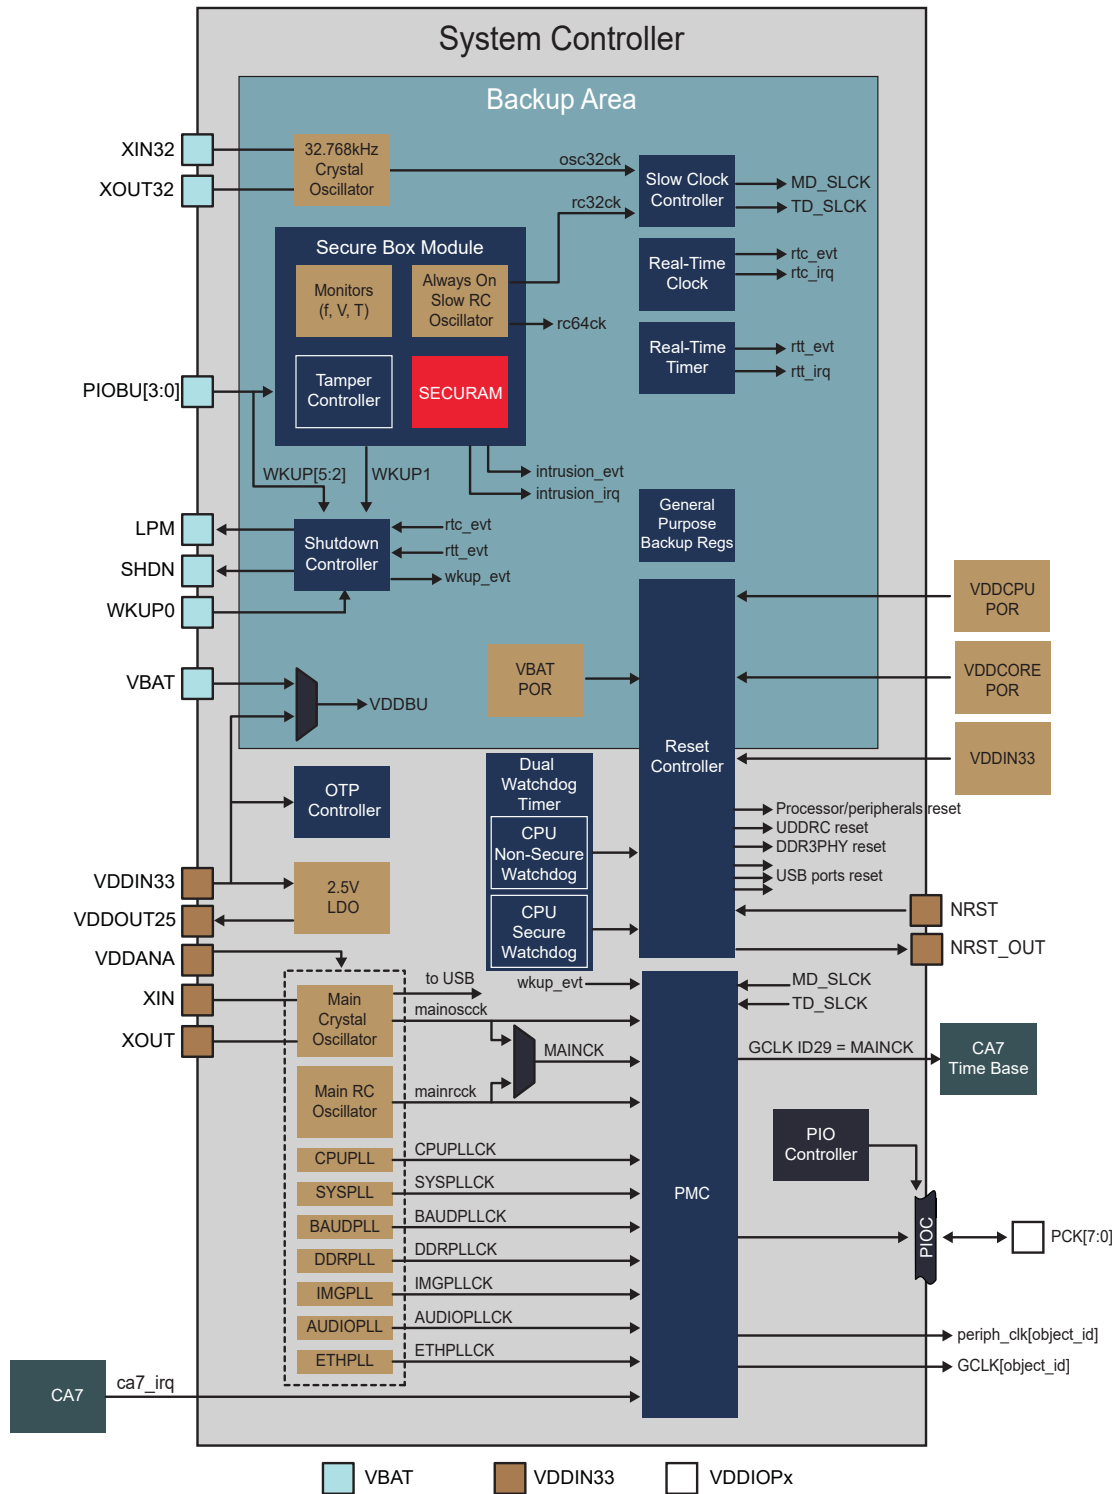 System Controller
Backup Area
XIN32
XOUT32
32.768kHz
Crystal
Oscillator
osc32ck
rc32ck
Slow Clock
Controller
MD_SLCK
TD_SLCK
Secure Box Module
Monitors
(f, V, T)
Always On
Slow RC
Oscillator
rc64ck
Real-Time
Clock
rtc_evt
rtc_irq
Real-Time
Timer
rtt_evt
rtt_irq
PIOBU[3:0]
Tamper
Controller
SECURAM
WKUP[5:2]
WKUP1
intrusion_evt
intrusion_irq
General
Purpose
Backup Regs
LPM
SHDN
WKUP0
Shutdown
Controller
rtc_evt
rtt_evt
wkup_evt
VDDCPU
POR
VBAT
VDDBU
VBAT
POR
VDDCORE
POR
Reset
Controller
VDDIN33
OTP
Controller
Dual
Watchdog
Timer
CPU
Non-Secure
Watchdog
CPU
Secure
Watchdog
Processor/peripherals reset
UDDRC reset
DDR3PHY reset
USB ports reset
VDDIN33
VDDOUT25
2.5V
LDO
NRST
NRST_OUT
VDDANA
XIN
XOUT
Main
Crystal
Oscillator
to USB
mainoscck
wkup_evt
MD_SLCK
TD_SLCK
MAINCK
GCLK ID29 = MAINCK
CA7
Time Base
Main RC
Oscillator
mainrcck
PIO
Controller
CPUPLL
CPUPLLCK
SYSPLL
SYSPLLCK
PMC
BAUDPLL
BAUDPLLCK
PIOC
PCK[7:0]
DDRPLL
DDRPLLCK
IMGPLL
IMGPLLCK
AUDIOPLL
AUDIOPLLCK
periph_clk[object_id]
ETHPLL
ETHPLLCK
GCLK[object_id]
CA7
ca7_irq
VBAT
VDDIN33
VDDIOPx